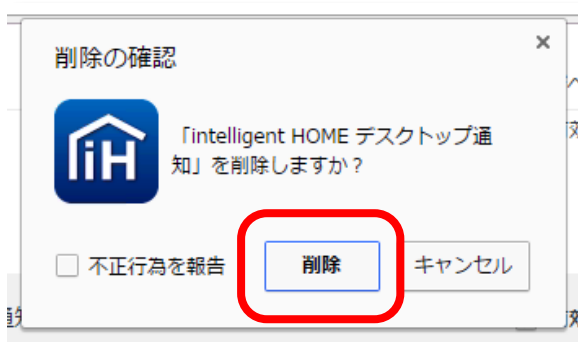 削除の確認
iH
「intelligent HOME デスクトップ通
知」を削除しますか？
不正行為を報告
削除
キャンセル